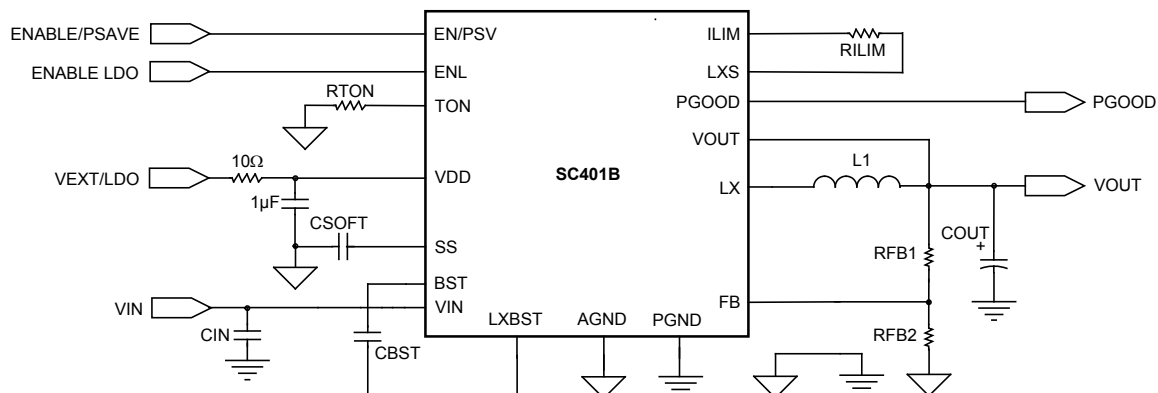 ENABLE/PSAVE
EN/PSV
ILIM
RILIM
ENABLE LDO
ENL
LXS
RTON
TON
PGOOD
PGOOD
VOUT
10Ω
L1
VEXT/LDO
VDD
SC401B
LX
VOUT
1µF
CSOFT
SS
COUT
+
RFB1
BST
VIN
VIN
FB
LXBST
AGND
PGND
CIN
CBST
RFB2